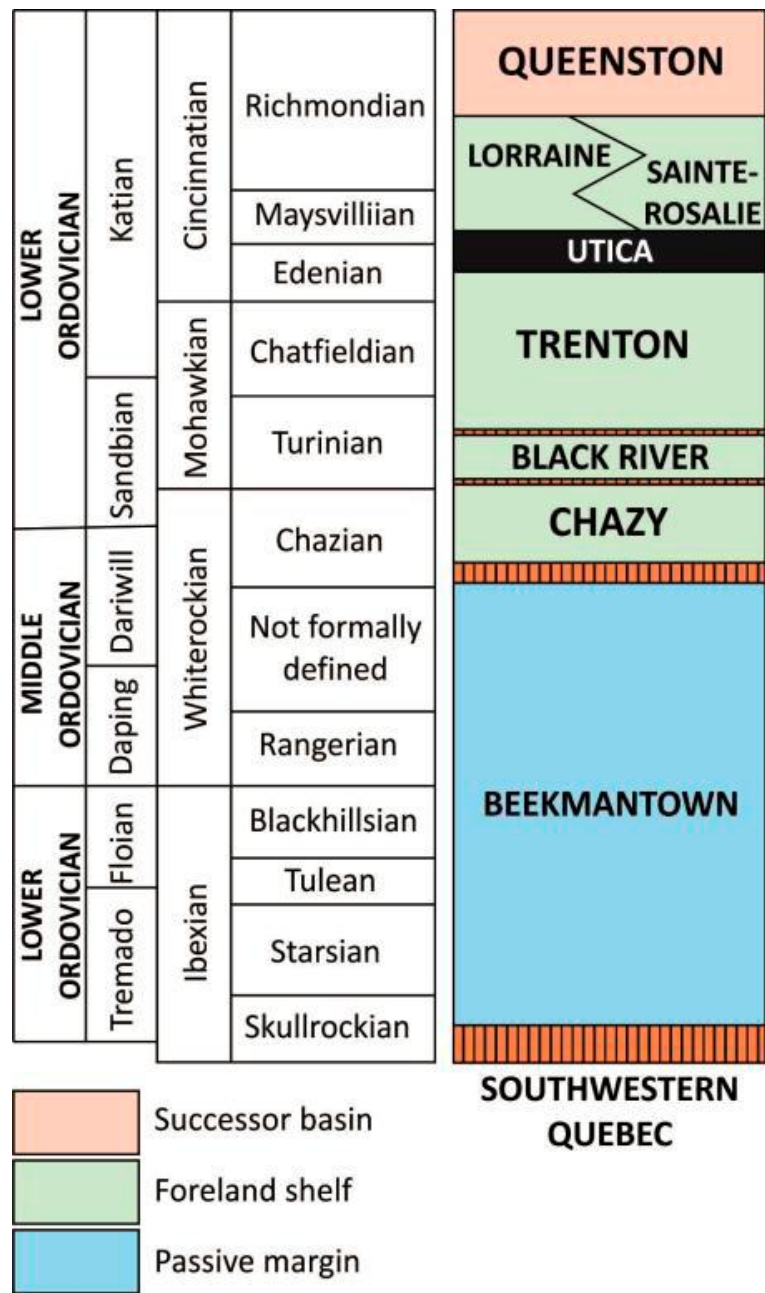 LOWER
ORDOVICIAN
MIDDLE
ORDOVICIAN
LOWER
ORDOVICIAN
Katian
Sandbian
Dariwill
Daping
Floian
Tremado
Cincinnatian
Mohawkian
Whiterockian
Ibexian
Richmondian
Maysvilliian
Edenian
Chatfieldian
Turinian
Chazian
Not formally
defined
Rangerian
Blackhillsian
Tulean
Starsian
Skullrockian
QUEENSTON
LORRAINE
SAINTE-
ROSALIE
UTICA
TRENTON
BLACK RIVER
CHAZY
BEEKMANTOWN
SOUTHWESTERN
QUEBEC
Successor basin
Foreland shelf
Passive margin